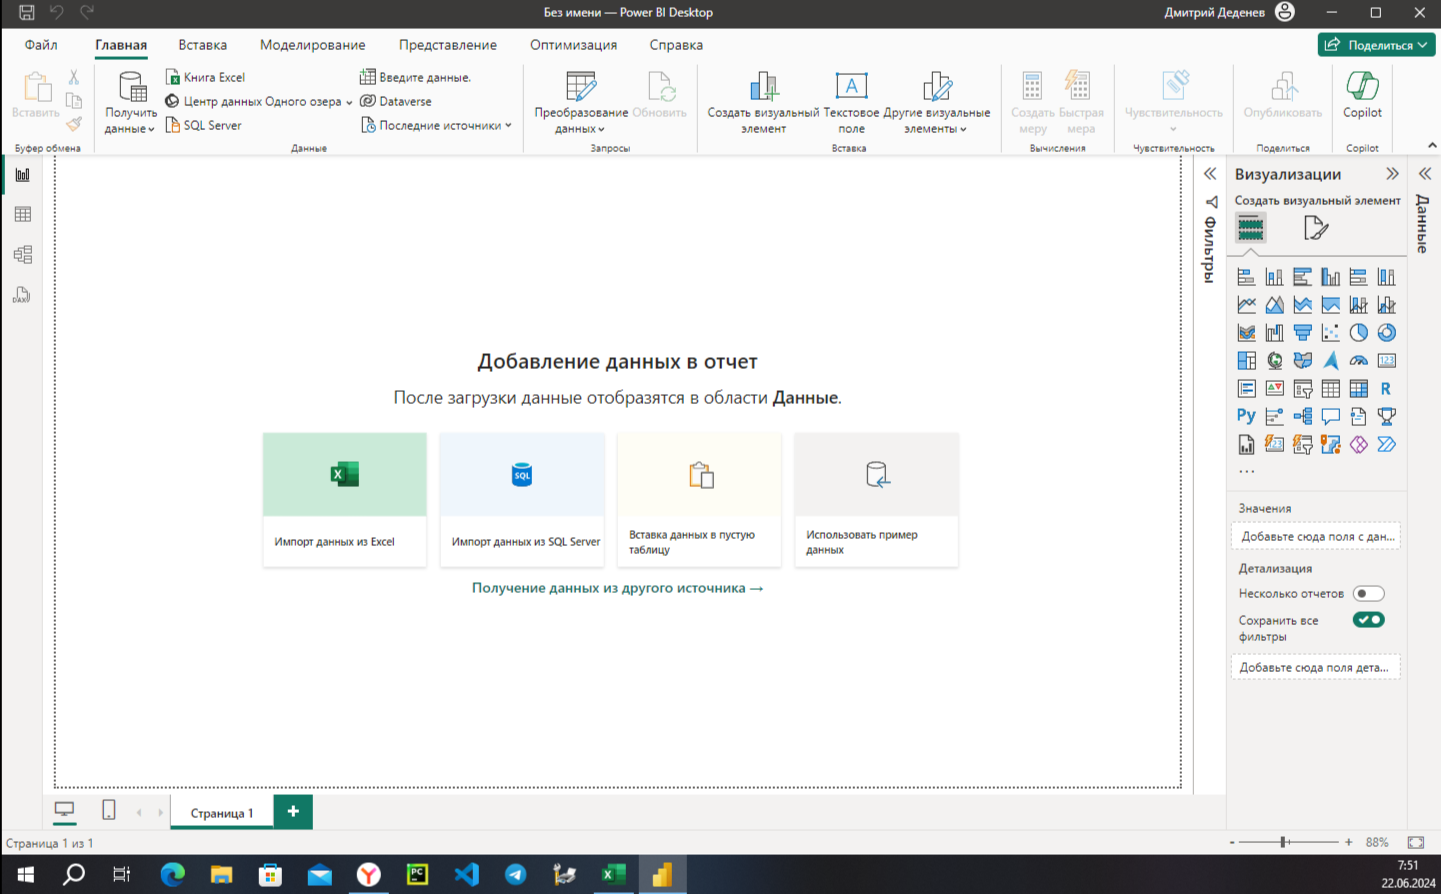 Без имени — Power BI Desktop
Дмитрий Деденев
Файл
Главная
Вставка
Моделирование
Представление
Оптимизация
Справка
Поделиться
Вставить
Буфер обмена
Получить
данные
Книга Excel
Центр данных Одного озера
SQL Server
Введите данные.
Dataverse
Последние источники
Данные
Преобразование
данных
Обновить
Запросы
Создать визуальный
элемент
Текстовое
поле
Другие визуальные
элементы
Вставка
Создать
меру
Быстрая
мера
Вычисления
Чувствительность
Чувствительность
Опубликовать
Поделиться
Copilot
Copilot
DAX
Добавление данных в отчет
После загрузки данные отобразятся в области Данные.
X
SQL
Импорт данных из Excel
Импорт данных из SQL Server
Вставка данных в пустую
таблицу
Использовать пример
данных
Получение данных из другого источника →
Фильтры
Визуализации
Создать визуальный элемент
123
R
Py
123
...
Значения
Добавьте сюда поля с дан...
Детализация
Несколько отчетов
Сохранить все
фильтры
Добавьте сюда поля дета...
Данные
Страница 1
+
Страница 1 из 1
- + 88%
Y
PC
X
7:51
22.06.2024